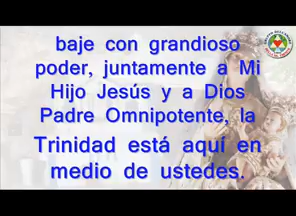 baje con grandioso
poder, juntamente a Mi
Hijo Jesús y a Dios
Padre Omnipotente, la
Trinidad está aquí en
medio de ustedes.